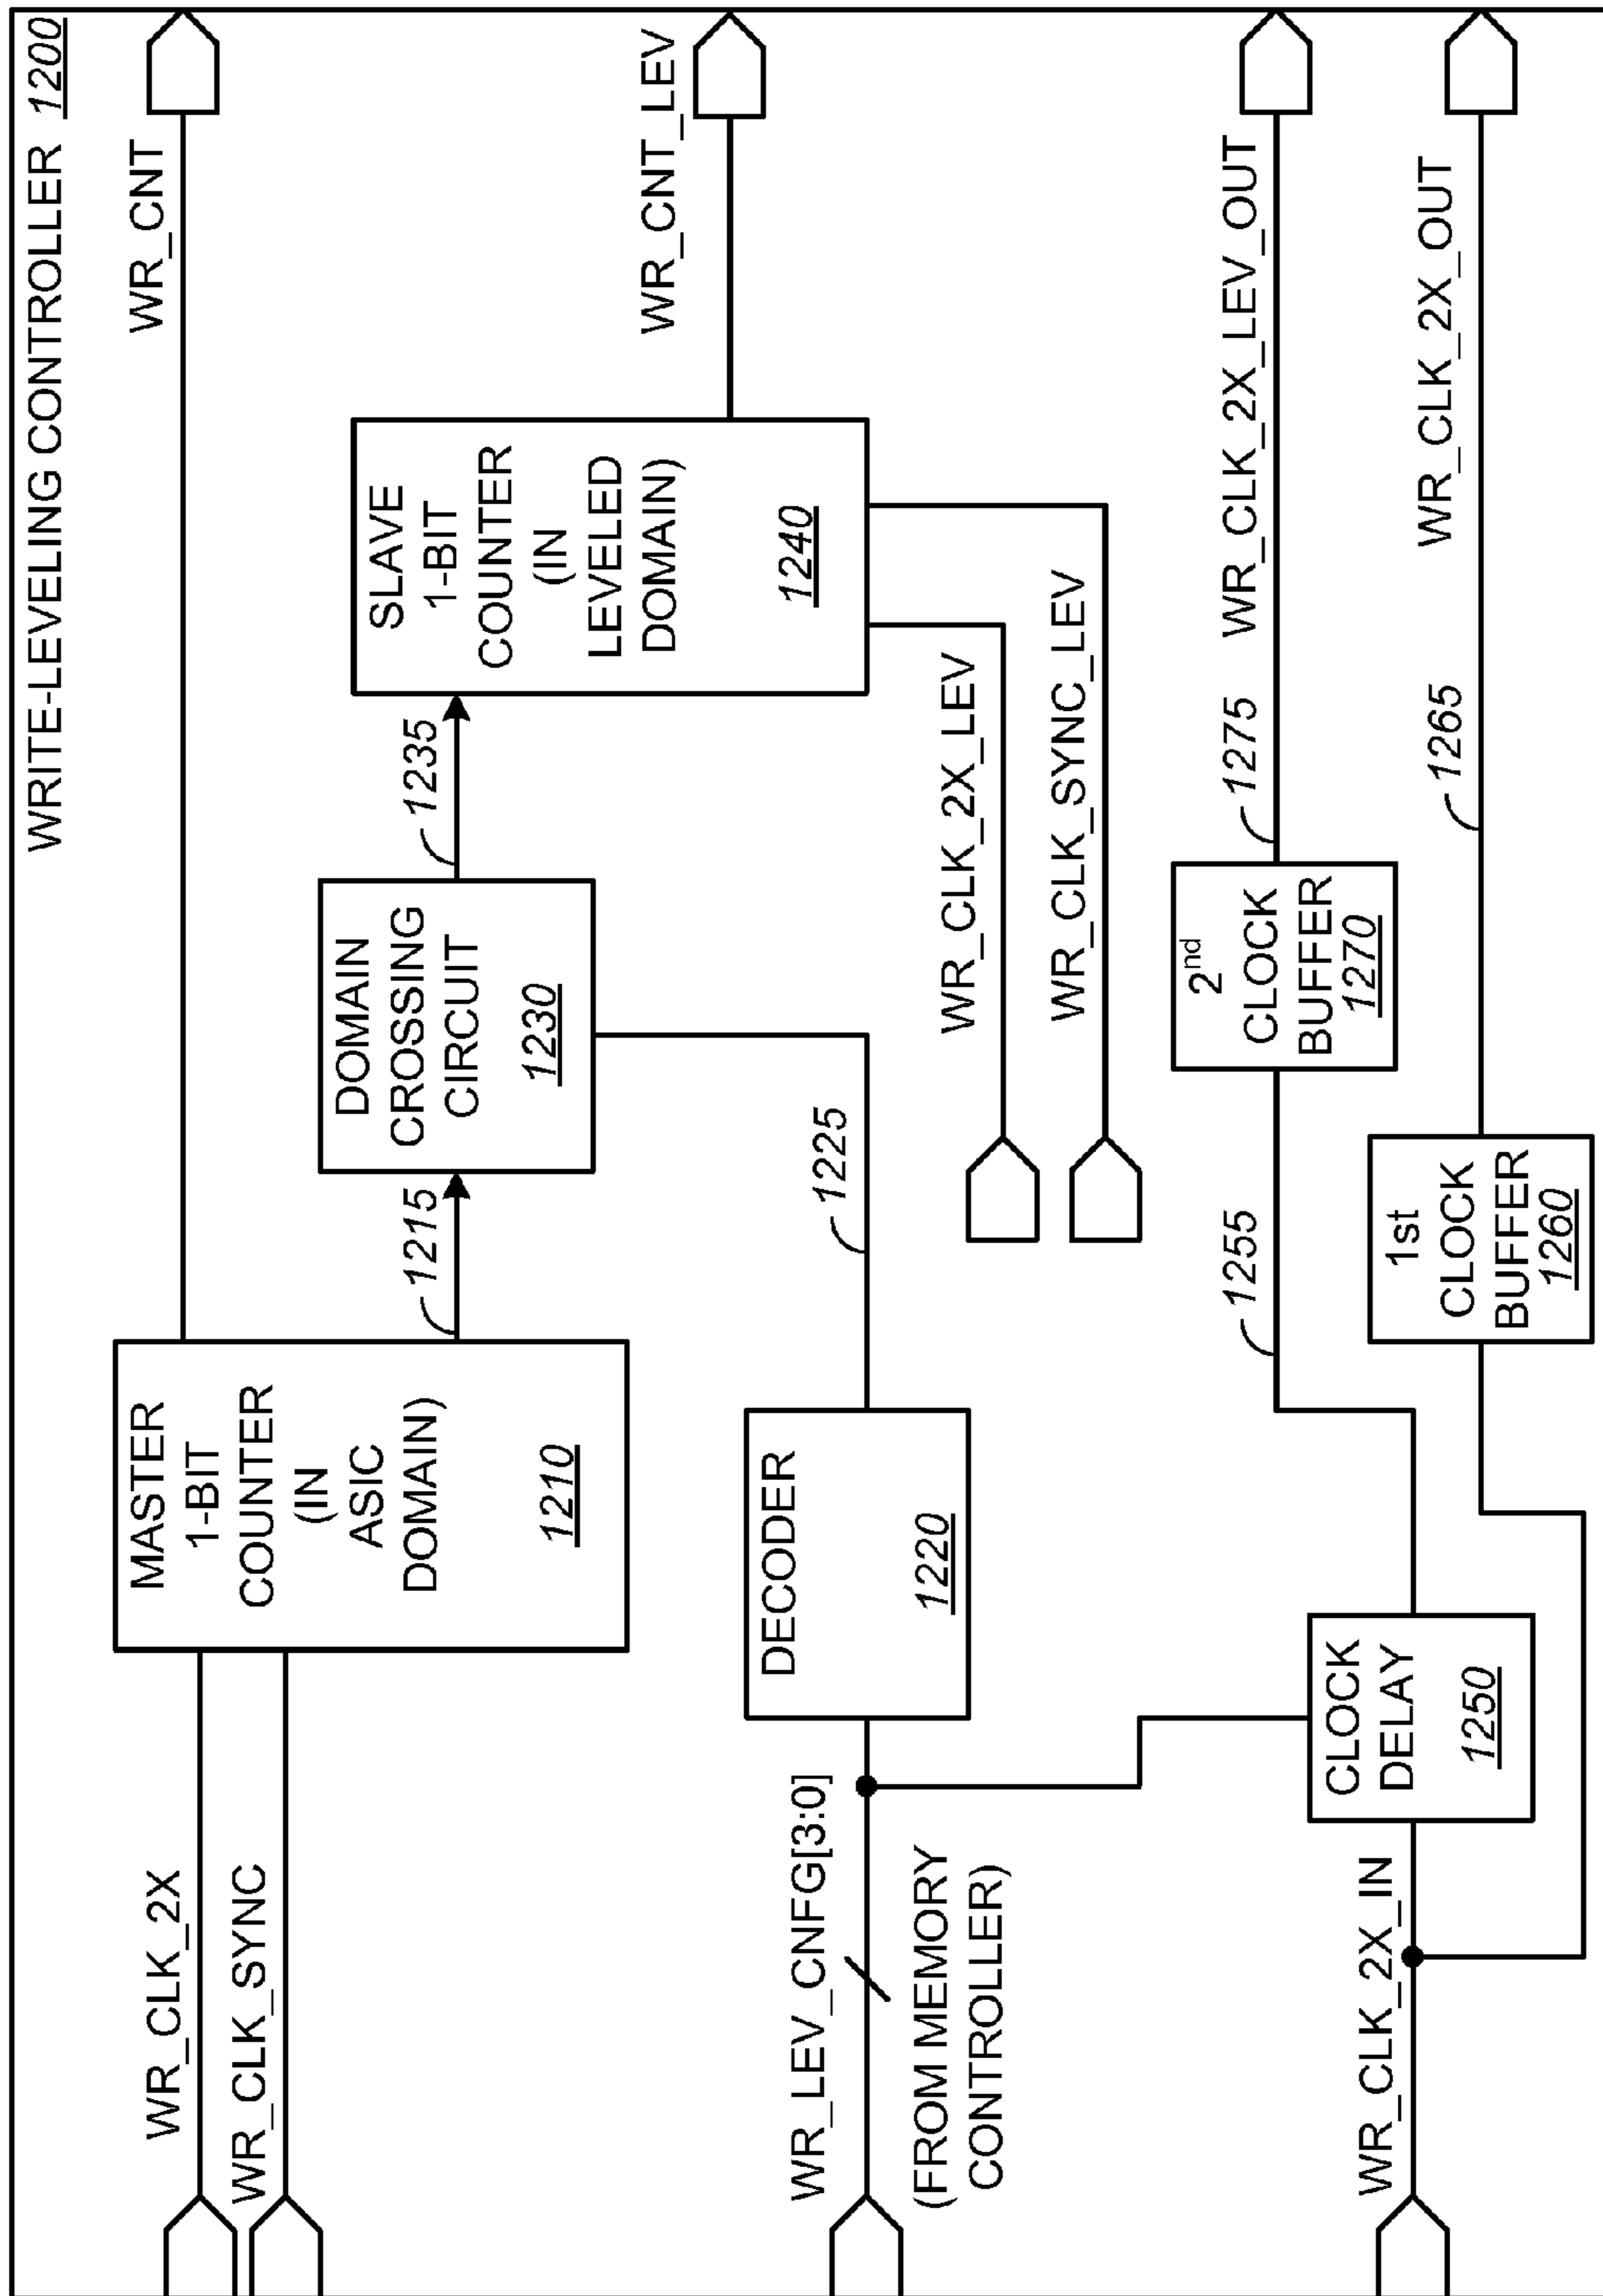 WRITE-LEVELING CONTROLLER 1200
WR_CLK_2X
WR_CLK_SYNC
MASTER
1-BIT
COUNTER
(IN
ASIC
DOMAIN)
1210
WR_CNT
1215
DOMAIN
CROSSING
CIRCUIT
1230
1235
SLAVE
1-BIT
COUNTER
(IN
LEVELED
DOMAIN)
1240
WR_CNT_LEV
WR_LEV_CNFG[3:0]
(FROM MEMORY
CONTROLLER)
DECODER
1220
1225
WR_CLK_2X_LEV
WR_CLK_SYNC_LEV
WR_CLK_2X_IN
CLOCK
DELAY
1250
1255
2nd
CLOCK
BUFFER
1270
1275
WR_CLK_2X_LEV_OUT
1st
CLOCK
BUFFER
1260
1265
WR_CLK_2X_OUT